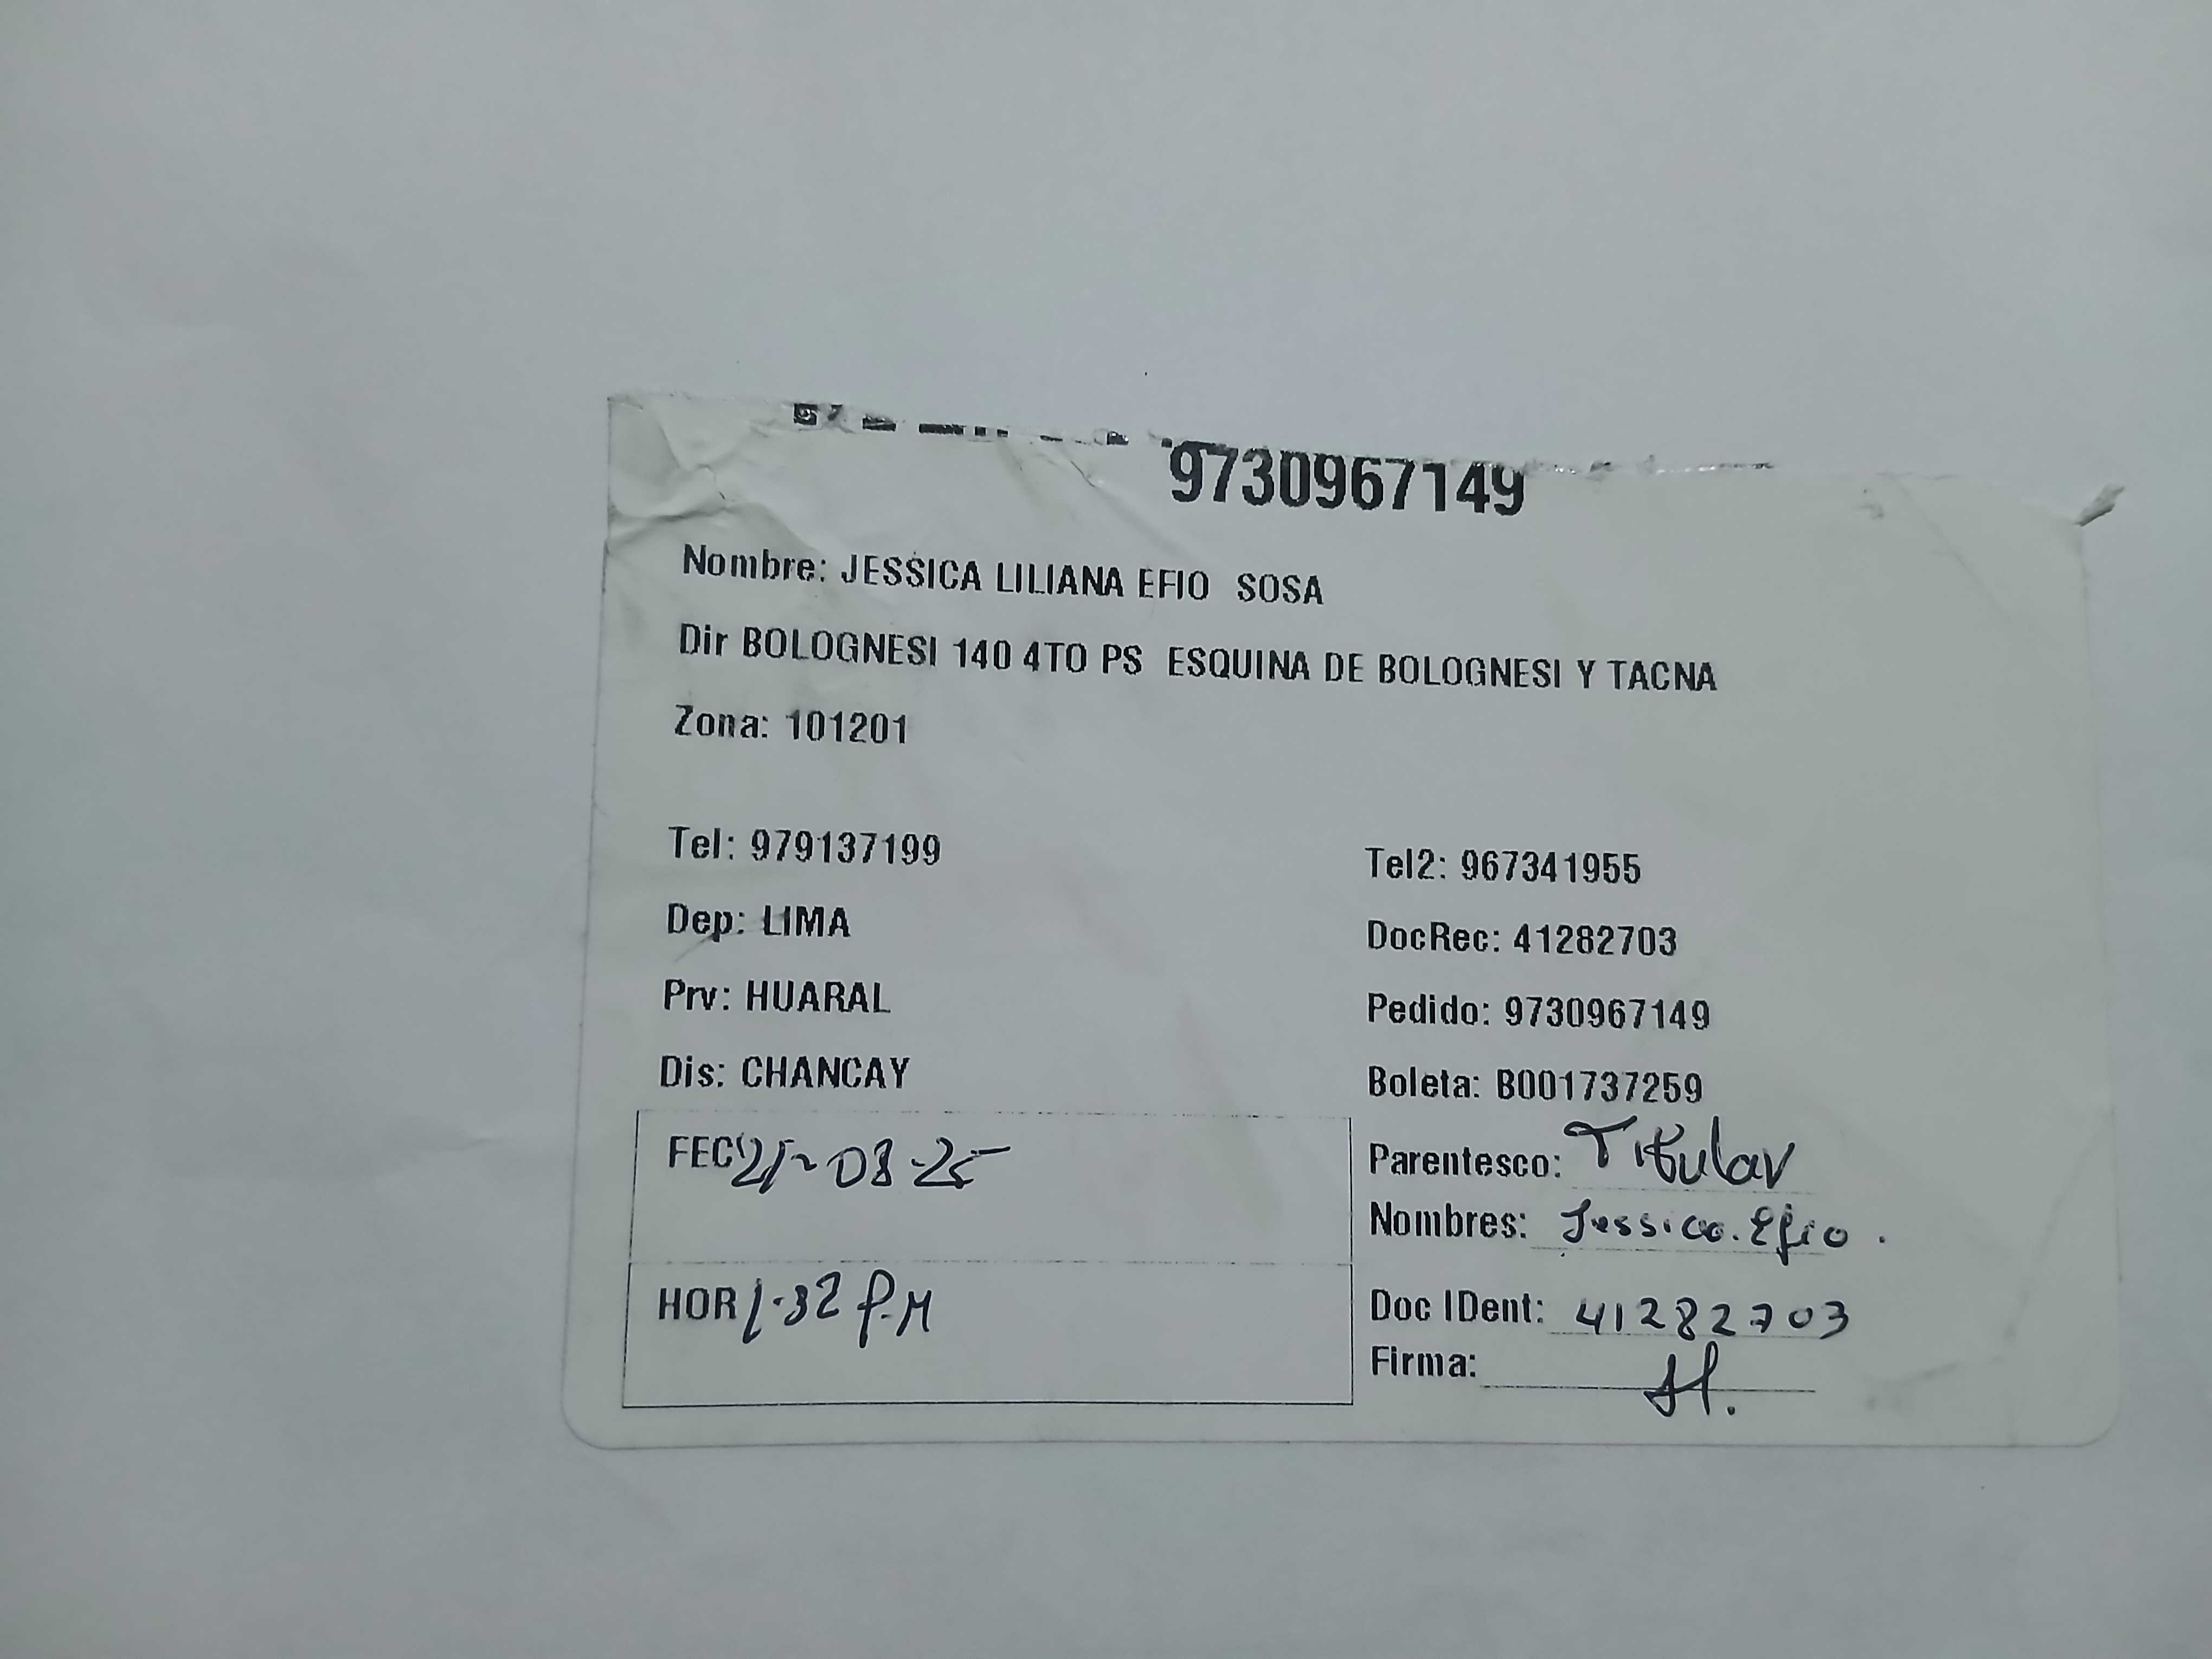 9730967149
Nombre: JESSICA LILIANA EFIO SOSA
Dir BOLOGNESI 140 4TO PS ESQUINA DE BOLOGNESI Y TACNA
Zona: 101201
Tel: 979137199
Tel2: 967341955
Dep: LIMA
DocRec: 41282703
Prv: HUARAL
Pedido: 9730967149
Dis: CHANCAY
Boleta: B001737259
FEC 21-08-25
Parentesco: Titular
Nombres: Jessica. Efio.
HOR 1-32 P.M
Doc IDent: 41282703
Firma: